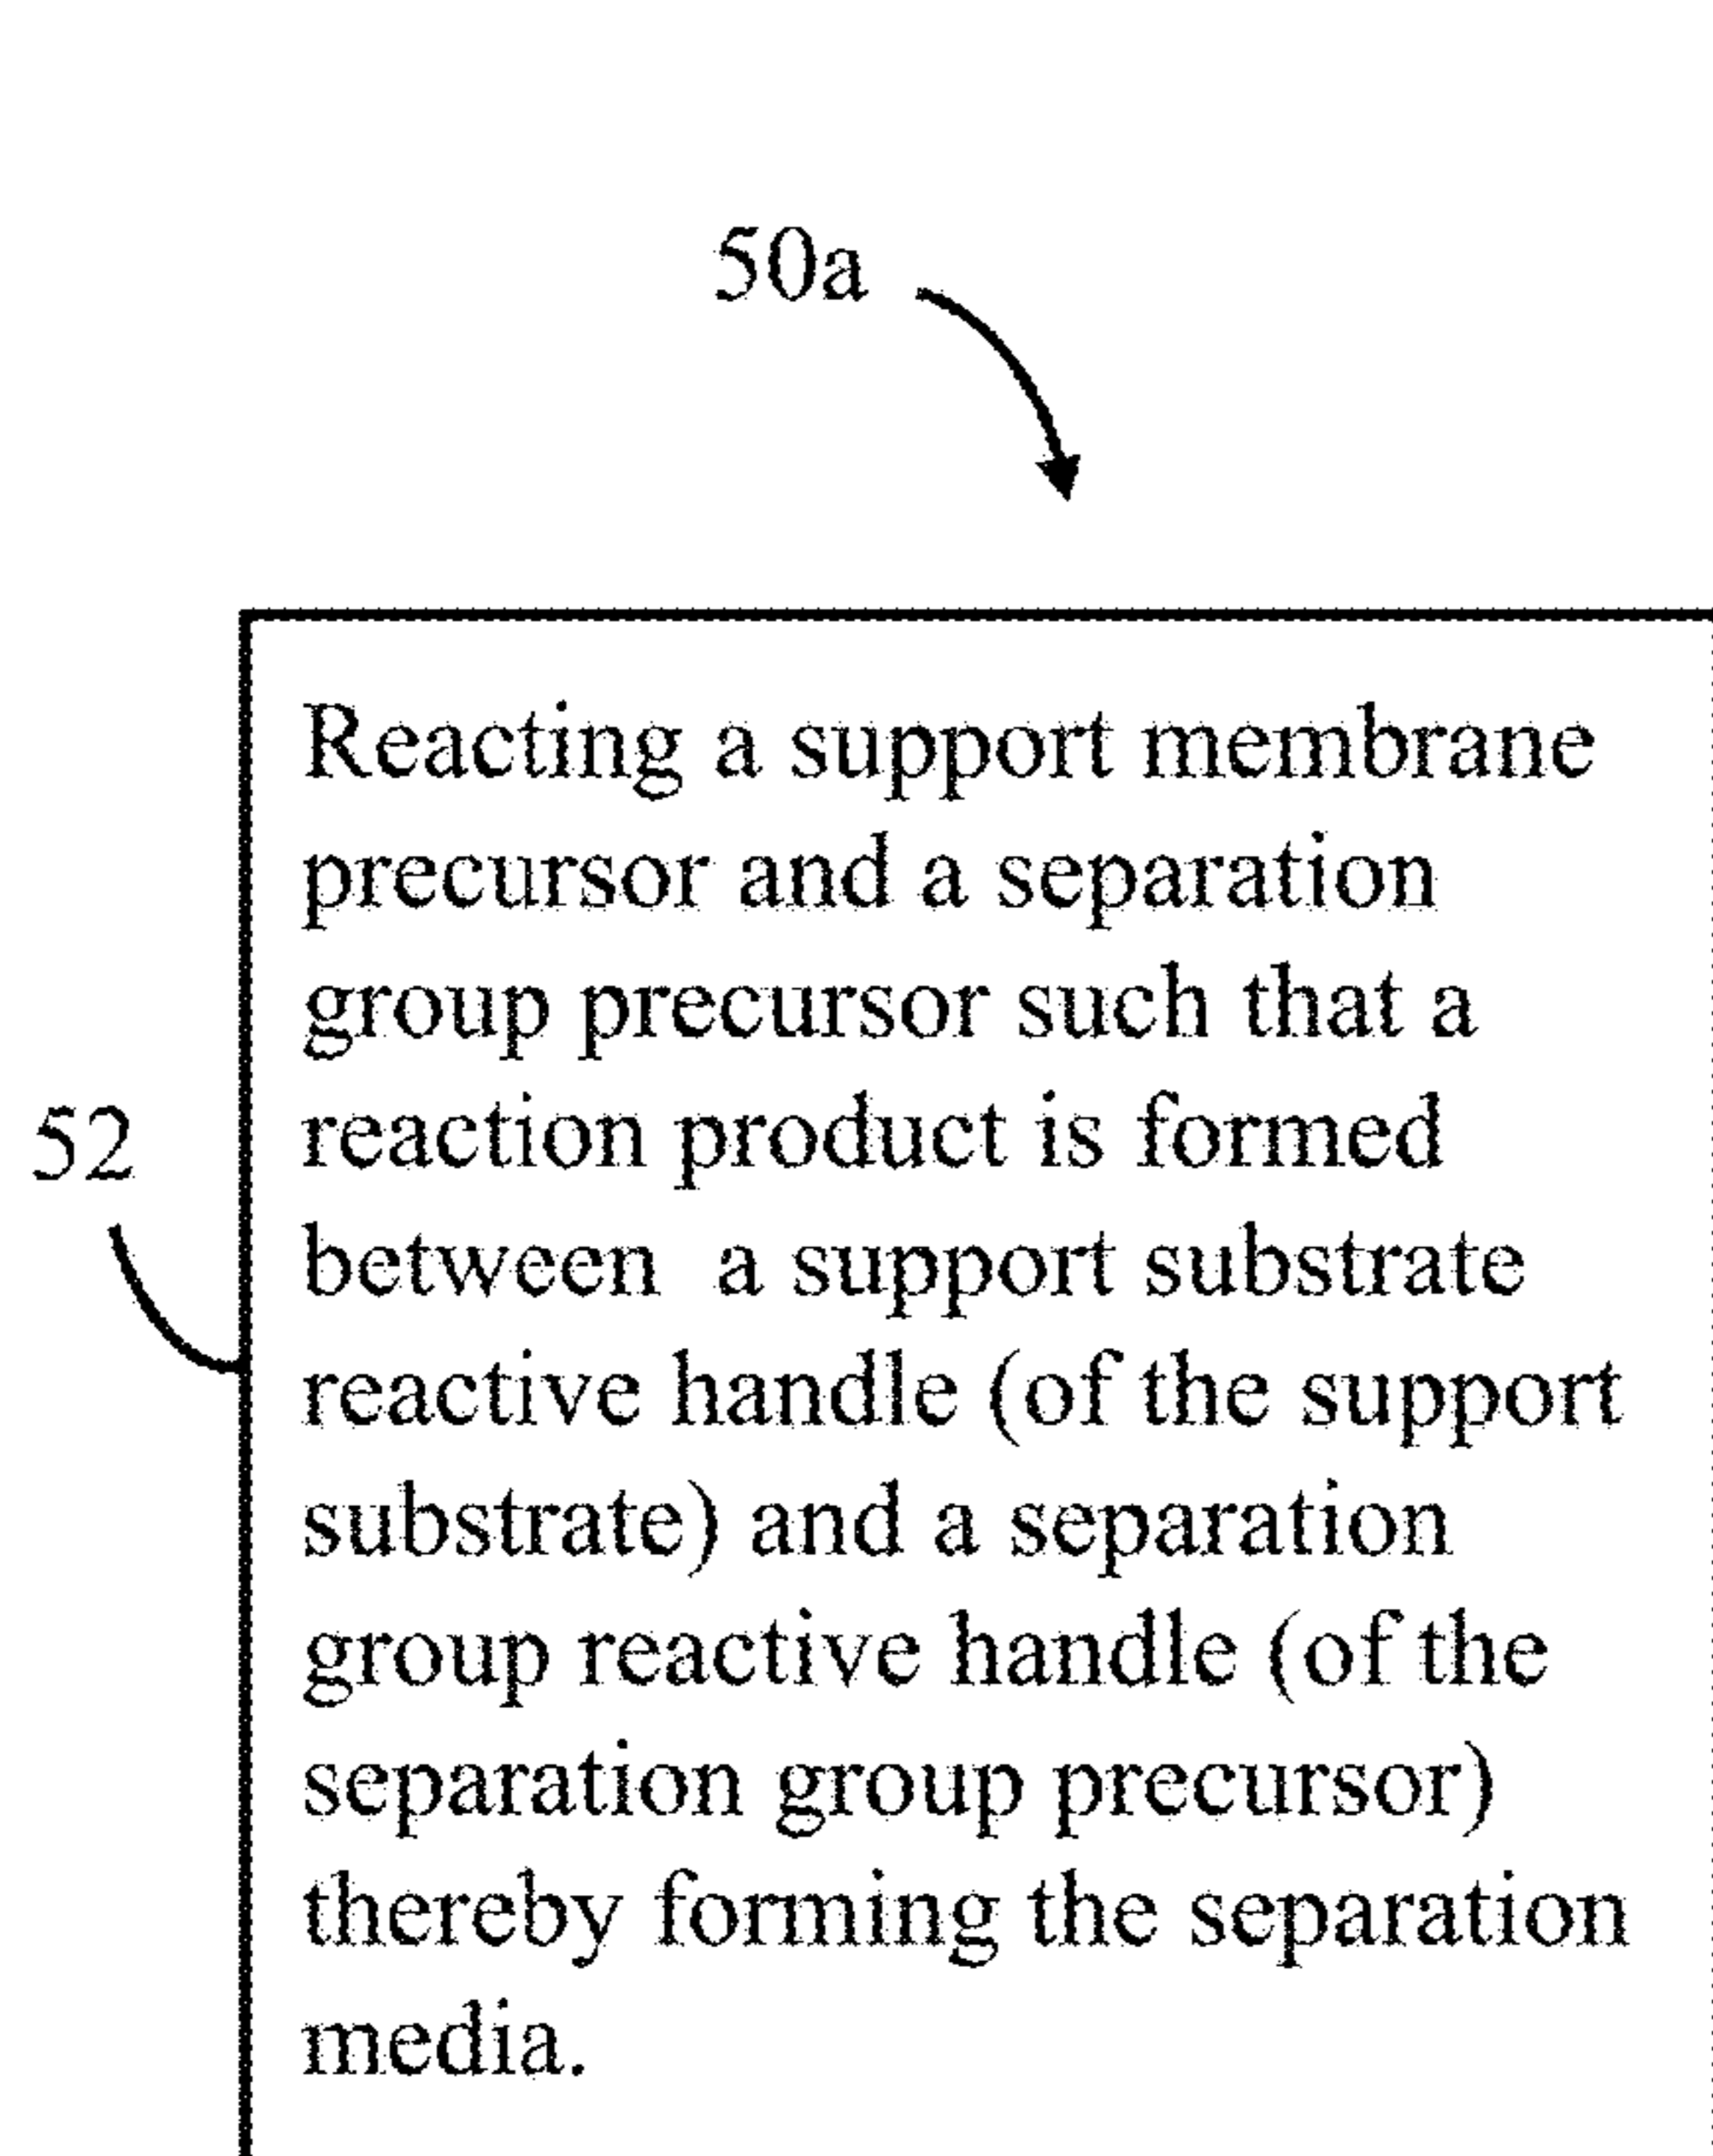 50a
Reacting a support membrane
precursor and a separation
group precursor such that a
reaction product is formed
52
between a support substrate
reactive handle (of the support
substrate) and a separation
group reactive handle (of the
separation group precursor)
thereby forming the separation
media.